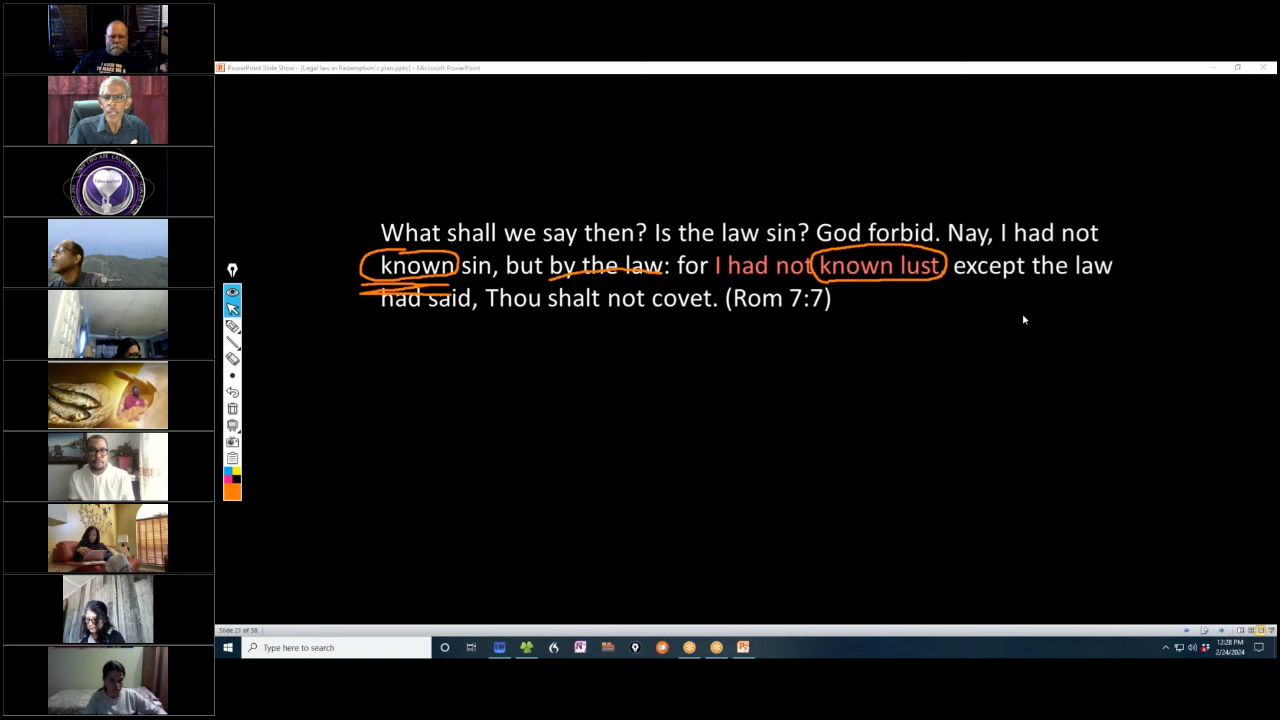 PowerPoint Slide Show - [Legal law in Redemption's plan.pptx] - Microsoft PowerPoint
What shall we say then? Is the law sin? God forbid. Nay, I had not
known sin, but by the law: for I had not known lust, except the law
had said, Thou shalt not covet. (Rom 7:7)
Slide 21 of 58
Type here to search
12:28 PM
2/24/2024